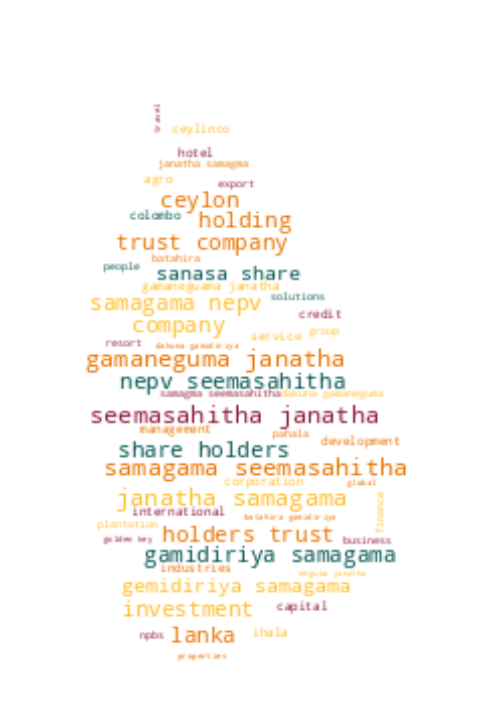 travel
ceylinco
hotel
janatha samagma
agro
export
ceylon
colombo
holding
trust company
batahira
people
sanasa share
gamaneguama janatha
samagama nepv
solutions
credit
company
group
service
resort
dakuna gamadiriya
gamaneguma janatha
nepv seemasahitha
samagma seemasahitha
dakuna gamaneguma
seemasahitha janatha
management
pahala
development
share holders
samagama seemasahitha
corporation
global
janatha samagama
finance
international
batahira gamidiriya
plantation
holders trust
golden key
business
gamidiriya samagama
industries
neguma janatha
gemidiriya samagama
investment
capital
npbs
lanka
ihala
properties